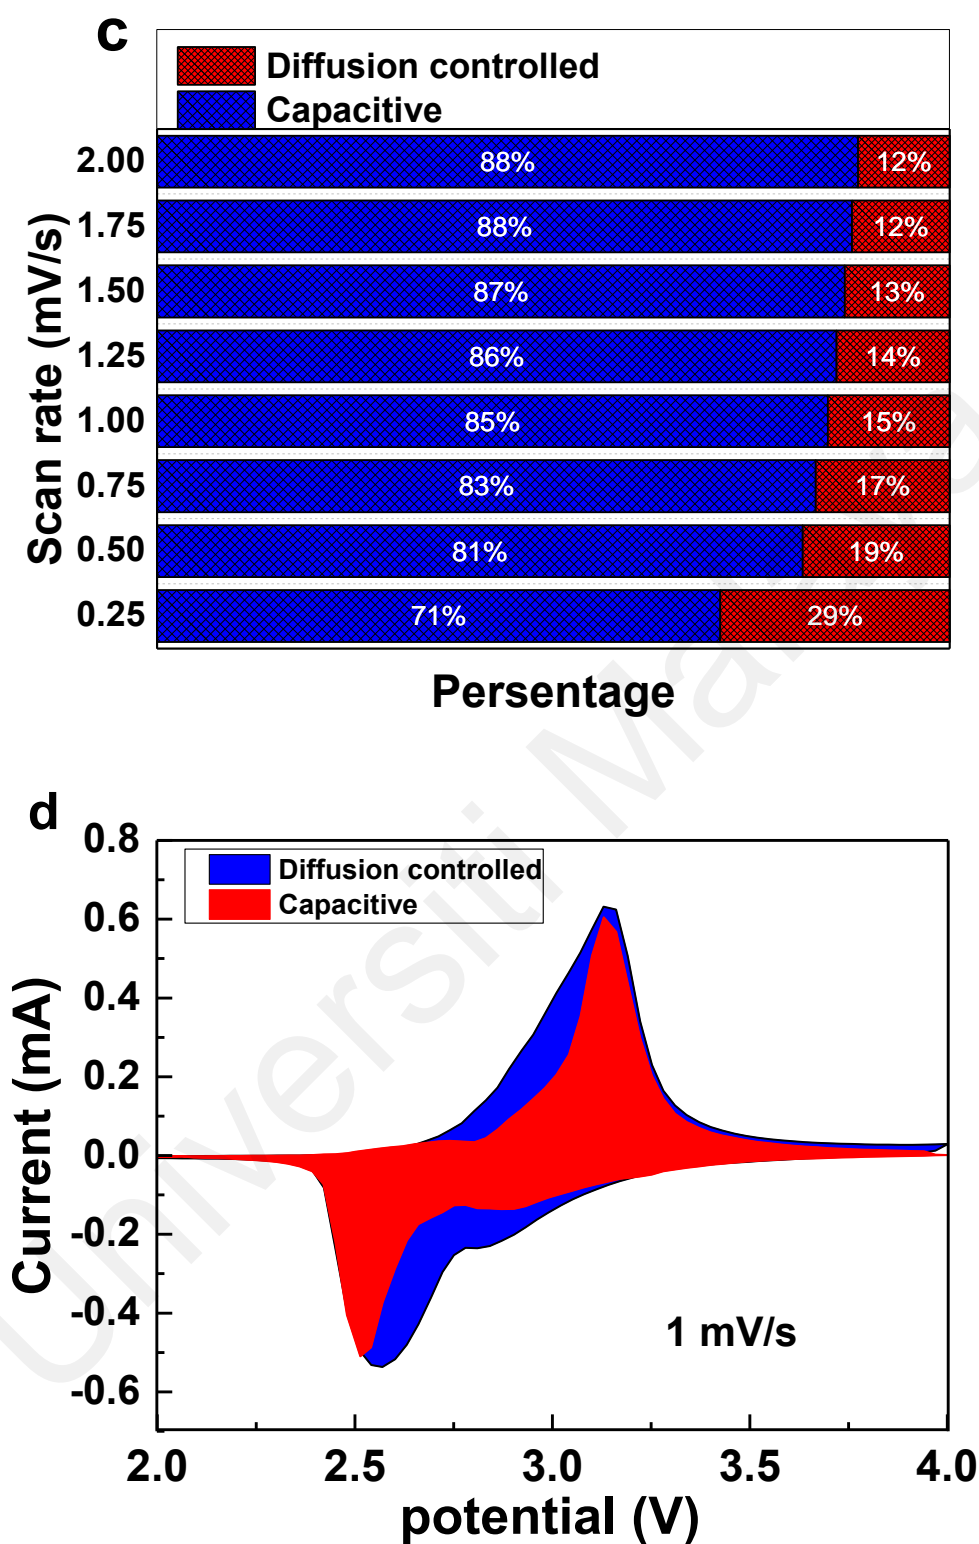 c
Diffusion controlled
Capacitive
Scan rate (mV/s)
2.00 88% 12%
1.75 88% 12%
1.50 87% 13%
1.25 86% 14%
1.00 85% 15%
0.75 83% 17%
0.50 81% 19%
0.25 71% 29%
Persentage
d
Diffusion controlled
Capacitive
Current (mA)
0.8
0.6
0.4
0.2
0.0
-0.2
-0.4
-0.6
1 mV/s
2.0 2.5 3.0 3.5 4.0
potential (V)
Universiti Mala